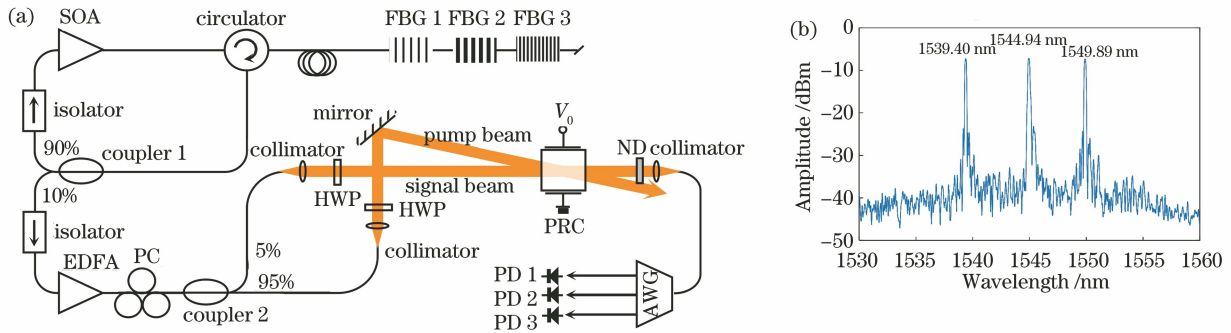 (a)
SOA
circulator
FBG 1 FBG 2 FBG 3
isolator
90%
coupler 1
10%
isolator
EDFA
PC
coupler 2
5%
95%
mirror
pump beam
collimator
HWP
signal beam
HWP
collimator
V0
PRC
ND
collimator
PD 1
PD 2
PD 3
AWG
(b)
0
−10
−20
−30
−40
−50
Amplitude /dBm
1539.40 nm
1544.94 nm
1549.89 nm
1530 1535 1540 1545 1550 1555 1560
Wavelength /nm